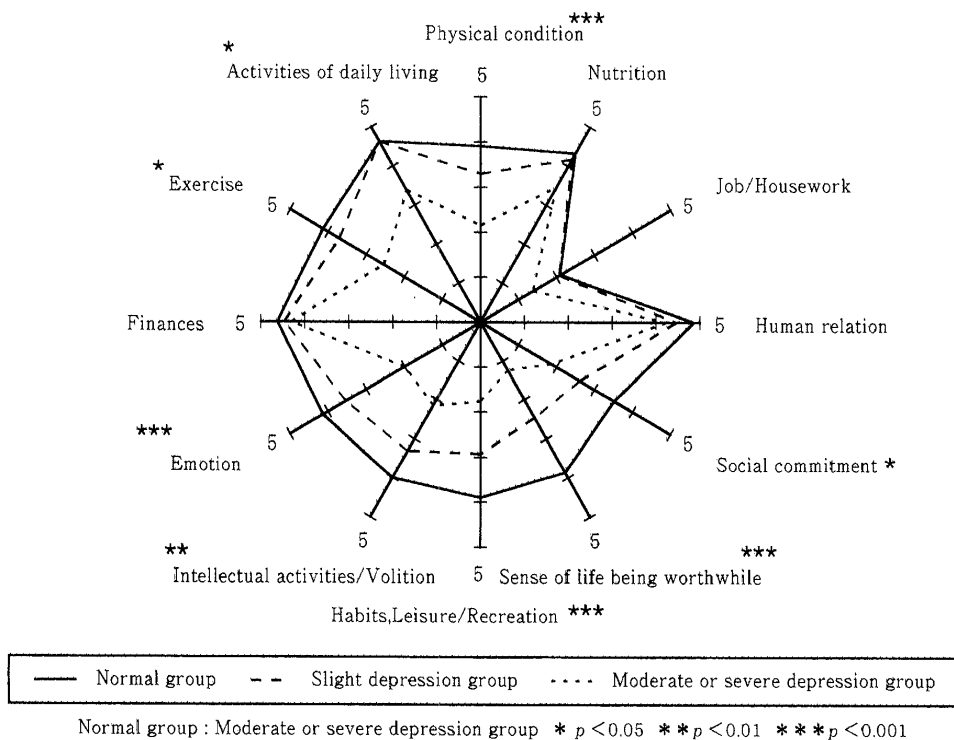 Physical condition ***
* Activities of daily living
Nutrition
5
5
5
* Exercise
Job/Housework
5
5
Finances
5
5
Human relation
*** Emotion
5
5
Social commitment *
** Intellectual activities/Volition
5
5
5
Sense of life being worthwhile ***
Habits,Leisure/Recreation ***
Normal group
Slight depression group
Moderate or severe depression group
Normal group : Moderate or severe depression group * p <0.05 ** p <0.01 *** p <0.001